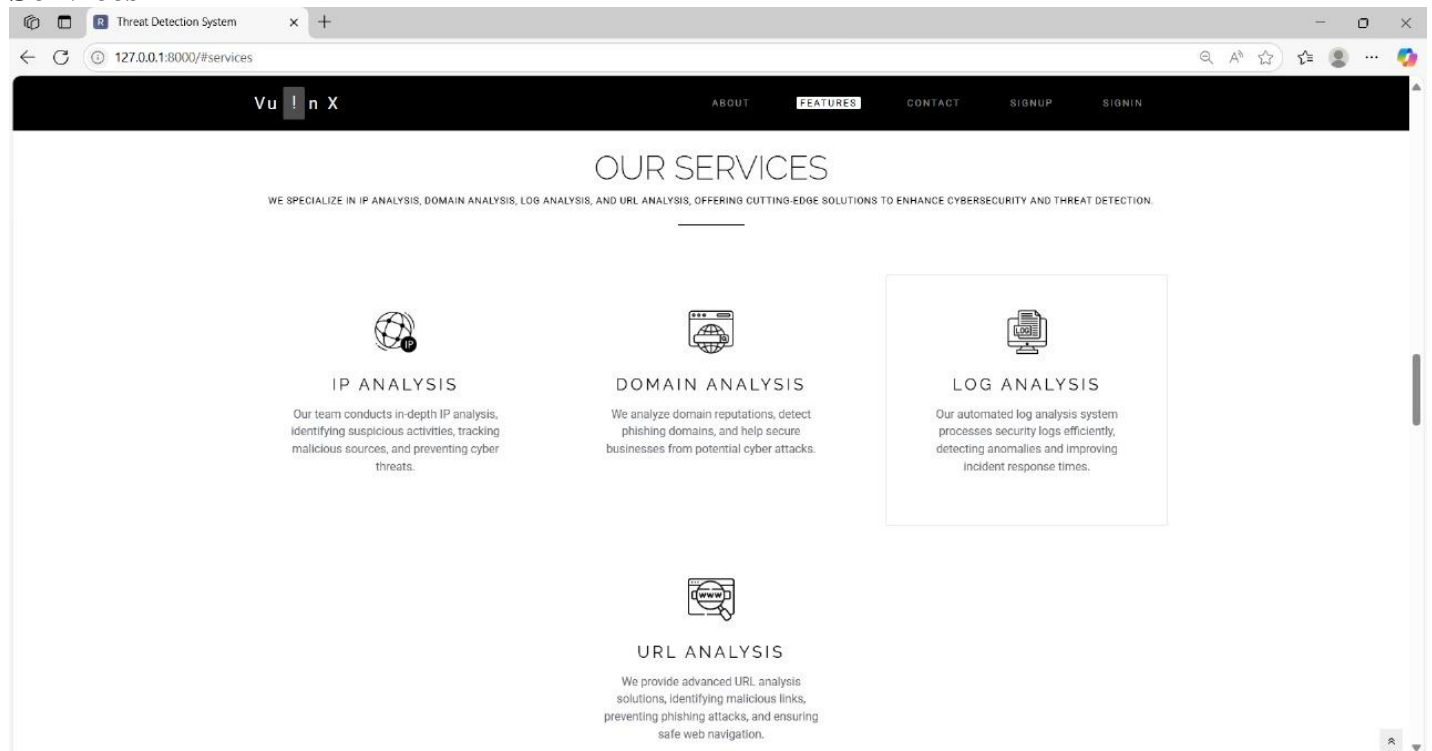 Threat Detection System
127.0.0.1:8000/#services
Vu!nX
ABOUT FEATURES CONTACT SIGNUP SIGNIN
OUR SERVICES
WE SPECIALIZE IN IP ANALYSIS, DOMAIN ANALYSIS, LOG ANALYSIS, AND URL ANALYSIS, OFFERING CUTTING-EDGE SOLUTIONS TO ENHANCE CYBERSECURITY AND THREAT DETECTION.
IP
IP ANALYSIS
Our team conducts in-depth IP analysis,
identifying suspicious activities, tracking
malicious sources, and preventing cyber
threats.
DOMAIN ANALYSIS
We analyze domain reputations, detect
phishing domains, and help secure
businesses from potential cyber attacks.
LOG
LOG ANALYSIS
Our automated log analysis system
processes security logs efficiently,
detecting anomalies and improving
incident response times.
WWW
URL ANALYSIS
We provide advanced URL analysis
solutions, identifying malicious links,
preventing phishing attacks, and ensuring
safe web navigation.